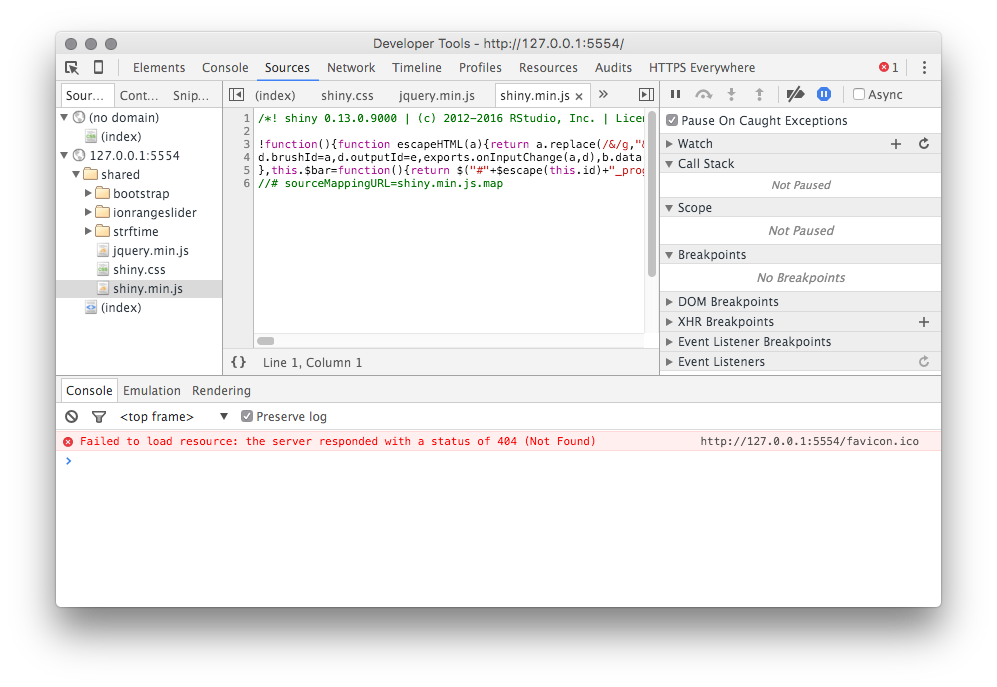 Developer Tools - http://127.0.0.1:5554/
Elements Console Sources Network Timeline Profiles Resources Audits HTTPS Everywhere 1
Sour... Cont... Snip...
(no domain)
(index)
127.0.0.1:5554
shared
bootstrap
ionrangeslider
strftime
jquery.min.js
shiny.css
shiny.min.js
(index)
(index) shiny.css jquery.min.js shiny.min.js × »
1 /*! shiny 0.13.0.9000 | (c) 2012-2016 RStudio, Inc. | Licen
2
3 !function(){function escapeHTML(a){return a.replace(/&/g,"&
4 d.brushId=a,d.outputId=e,exports.onInputChange(a,d),b.data
5 },this.$bar=function(){return $("#"+$escape(this.id)+"_prog
6 //# sourceMappingURL=shiny.min.js.map
{} Line 1, Column 1
Async
Pause On Caught Exceptions
Watch
Call Stack
Not Paused
Scope
Not Paused
Breakpoints
No Breakpoints
DOM Breakpoints
XHR Breakpoints
Event Listener Breakpoints
Event Listeners
Console Emulation Rendering
<top frame> Preserve log
Failed to load resource: the server responded with a status of 404 (Not Found) http://127.0.0.1:5554/favicon.ico
>